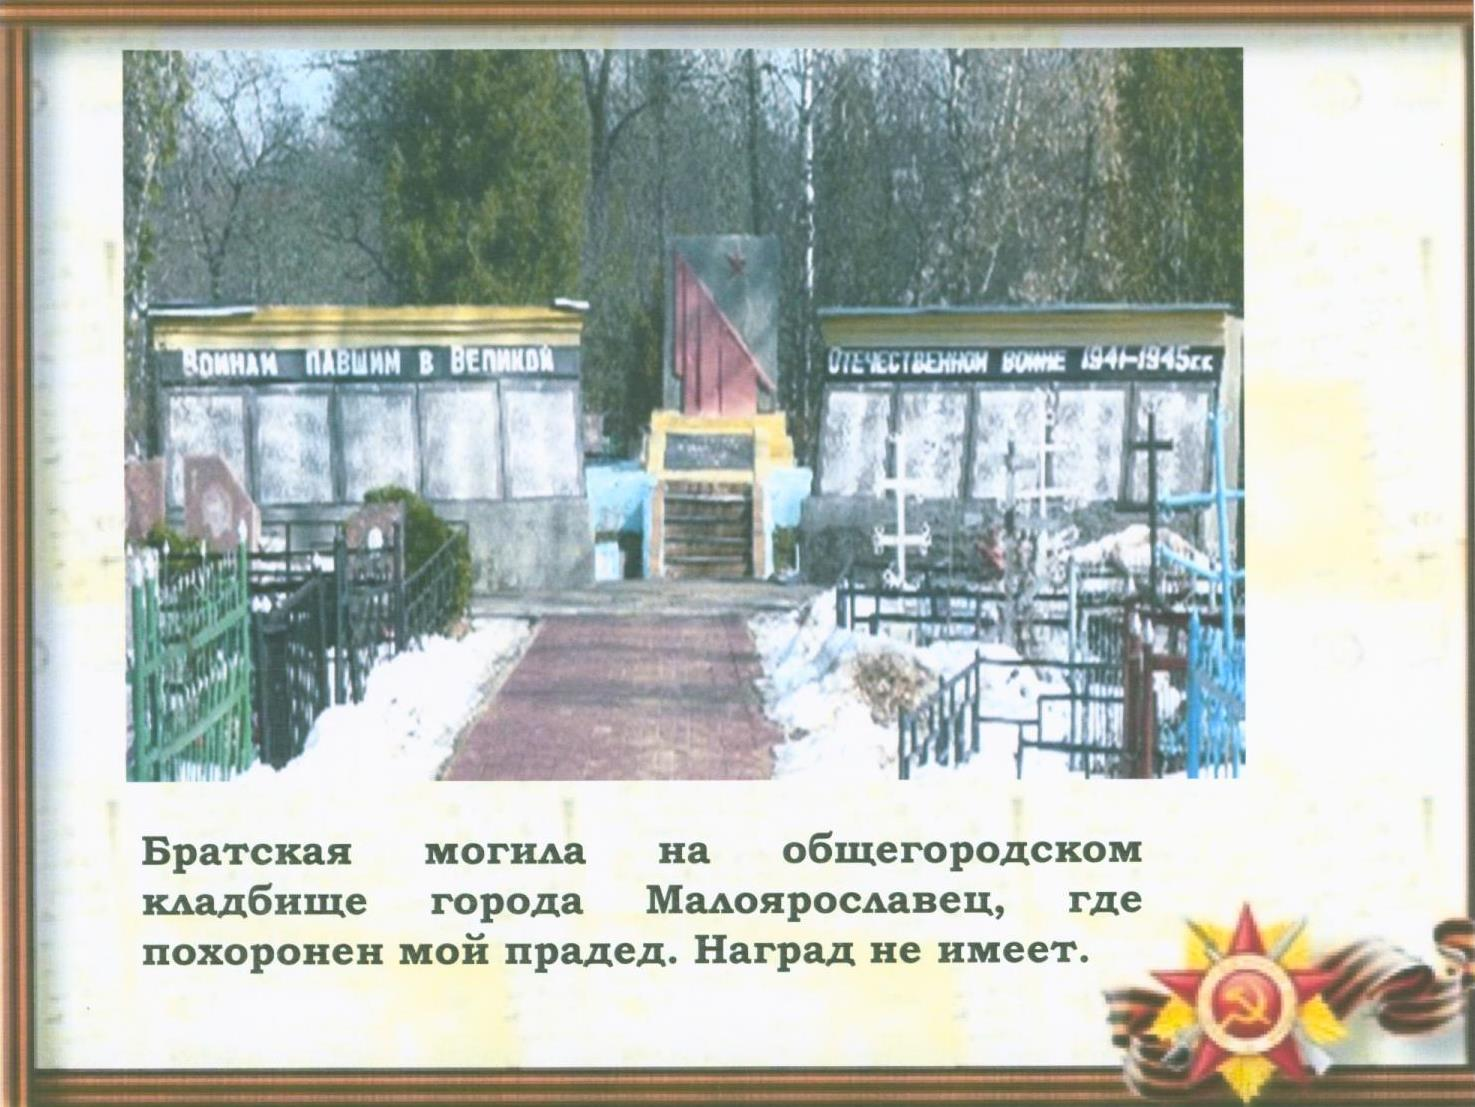 Воинам павшим в Великой
Отечественной войне 1941-1945гг.
Братская могила на общегородском
кладбище города Малоярославец, где
похоронен мой прадед. Наград не имеет.